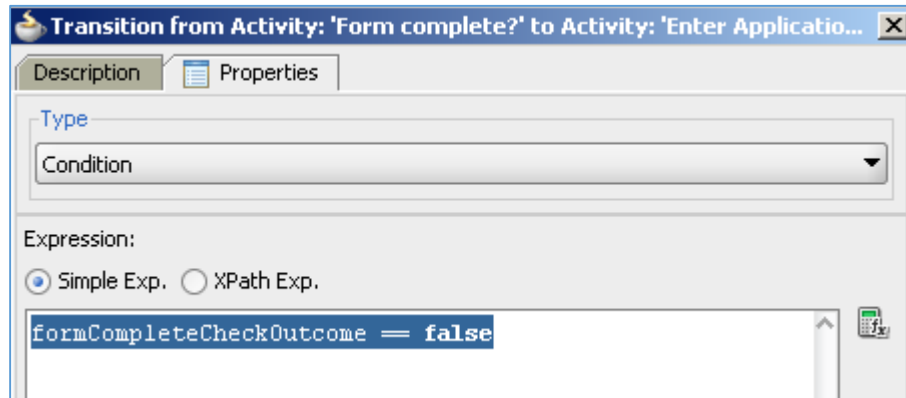 Transition from Activity: 'Form complete?' to Activity: 'Enter Applicatio...
Description Properties
Type
Condition
Expression:
Simple Exp. XPath Exp.
formCompleteCheckOutcome == false